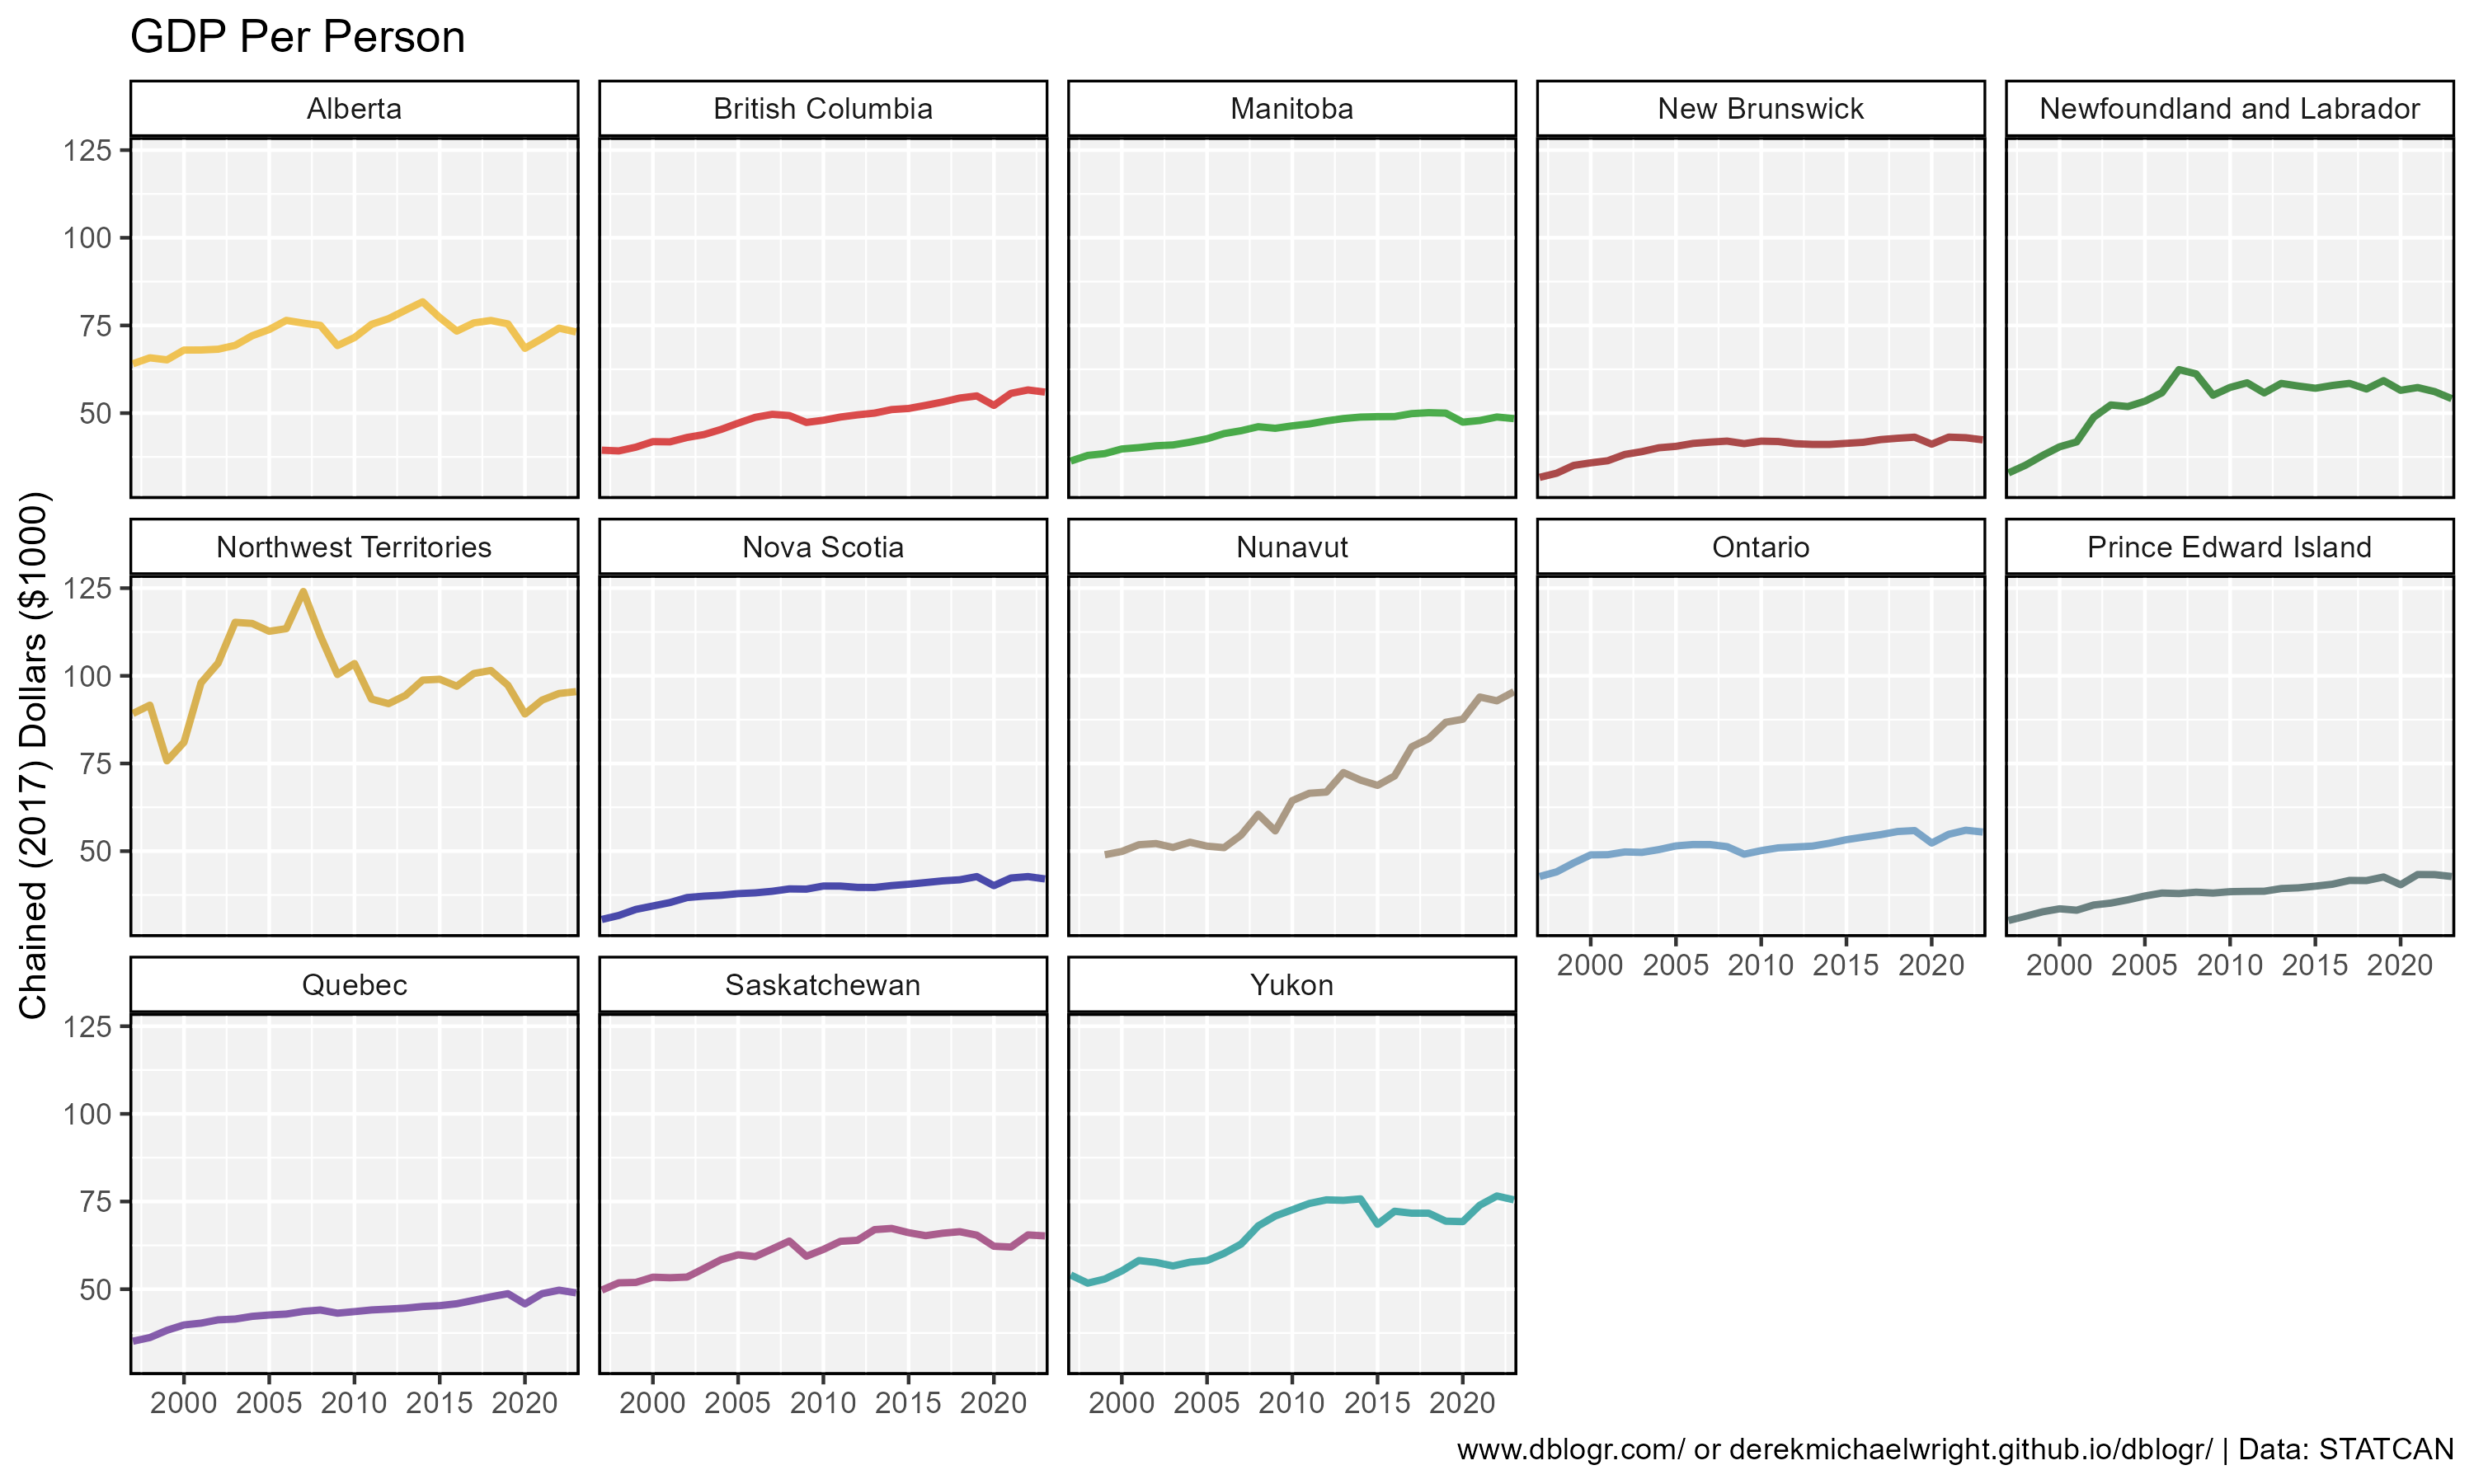 GDP Per Person
Alberta
British Columbia
Manitoba
New Brunswick
Newfoundland and Labrador
125
100
75
50
Northwest Territories
Nova Scotia
Nunavut
Ontario
Prince Edward Island
125
100
75
50
2000 2005 2010 2015 2020
2000 2005 2010 2015 2020
Quebec
Saskatchewan
Yukon
125
100
75
50
2000 2005 2010 2015 2020
2000 2005 2010 2015 2020
2000 2005 2010 2015 2020
Chained (2017) Dollars ($1000)
www.dblogr.com/ or derekmichaelwright.github.io/dblogr/ | Data: STATCAN